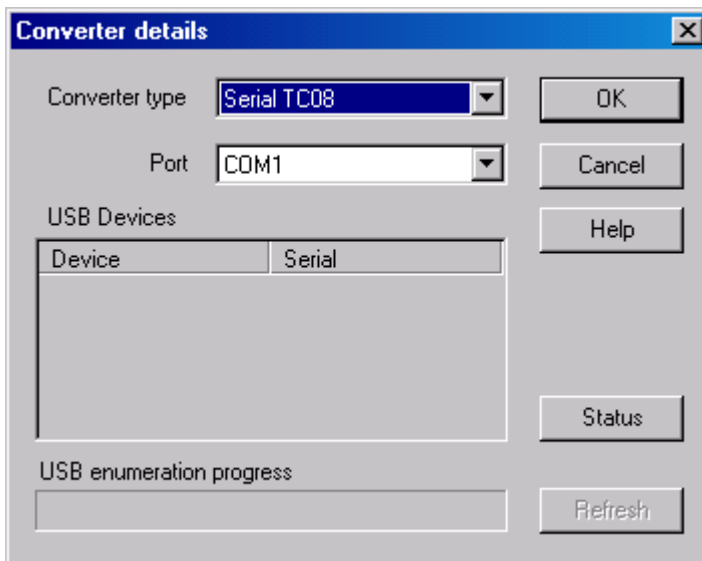 Converter details
Converter type Serial TC08 OK
Port COM1 Cancel
USB Devices Help
Device Serial
Status
USB enumeration progress
Refresh